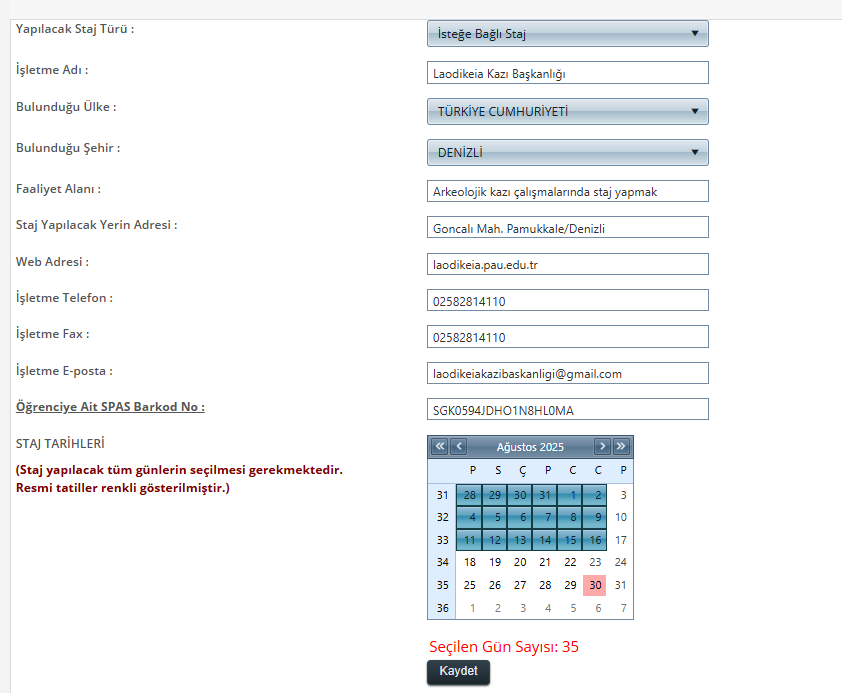 Yapılacak Staj Türü :
İsteğe Bağlı Staj
İşletme Adı :
Laodikeia Kazı Başkanlığı
Bulunduğu Ülke :
TÜRKİYE CUMHURİYETİ
Bulunduğu Şehir :
DENİZLİ
Faaliyet Alanı :
Arkeolojik kazı çalışmalarında staj yapmak
Staj Yapılacak Yerin Adresi :
Goncalı Mah. Pamukkale/Denizli
Web Adresi :
laodikeia.pau.edu.tr
İşletme Telefon :
02582814110
İşletme Fax :
02582814110
İşletme E-posta :
laodikeiakazibaskanligi@gmail.com
Öğrenciye Ait SPAS Barkod No :
SGK0594JDHO1N8HL0MA
STAJ TARİHLERİ
(Staj yapılacak tüm günlerin seçilmesi gerekmektedir.
Resmi tatiller renkli gösterilmiştir.)
« ‹ Ağustos 2025 › »
P S Ç P C C P
31 28 29 30 31 1 2 3
32 4 5 6 7 8 9 10
33 11 12 13 14 15 16 17
34 18 19 20 21 22 23 24
35 25 26 27 28 29 30 31
36 1 2 3 4 5 6 7
Seçilen Gün Sayısı: 35
Kaydet